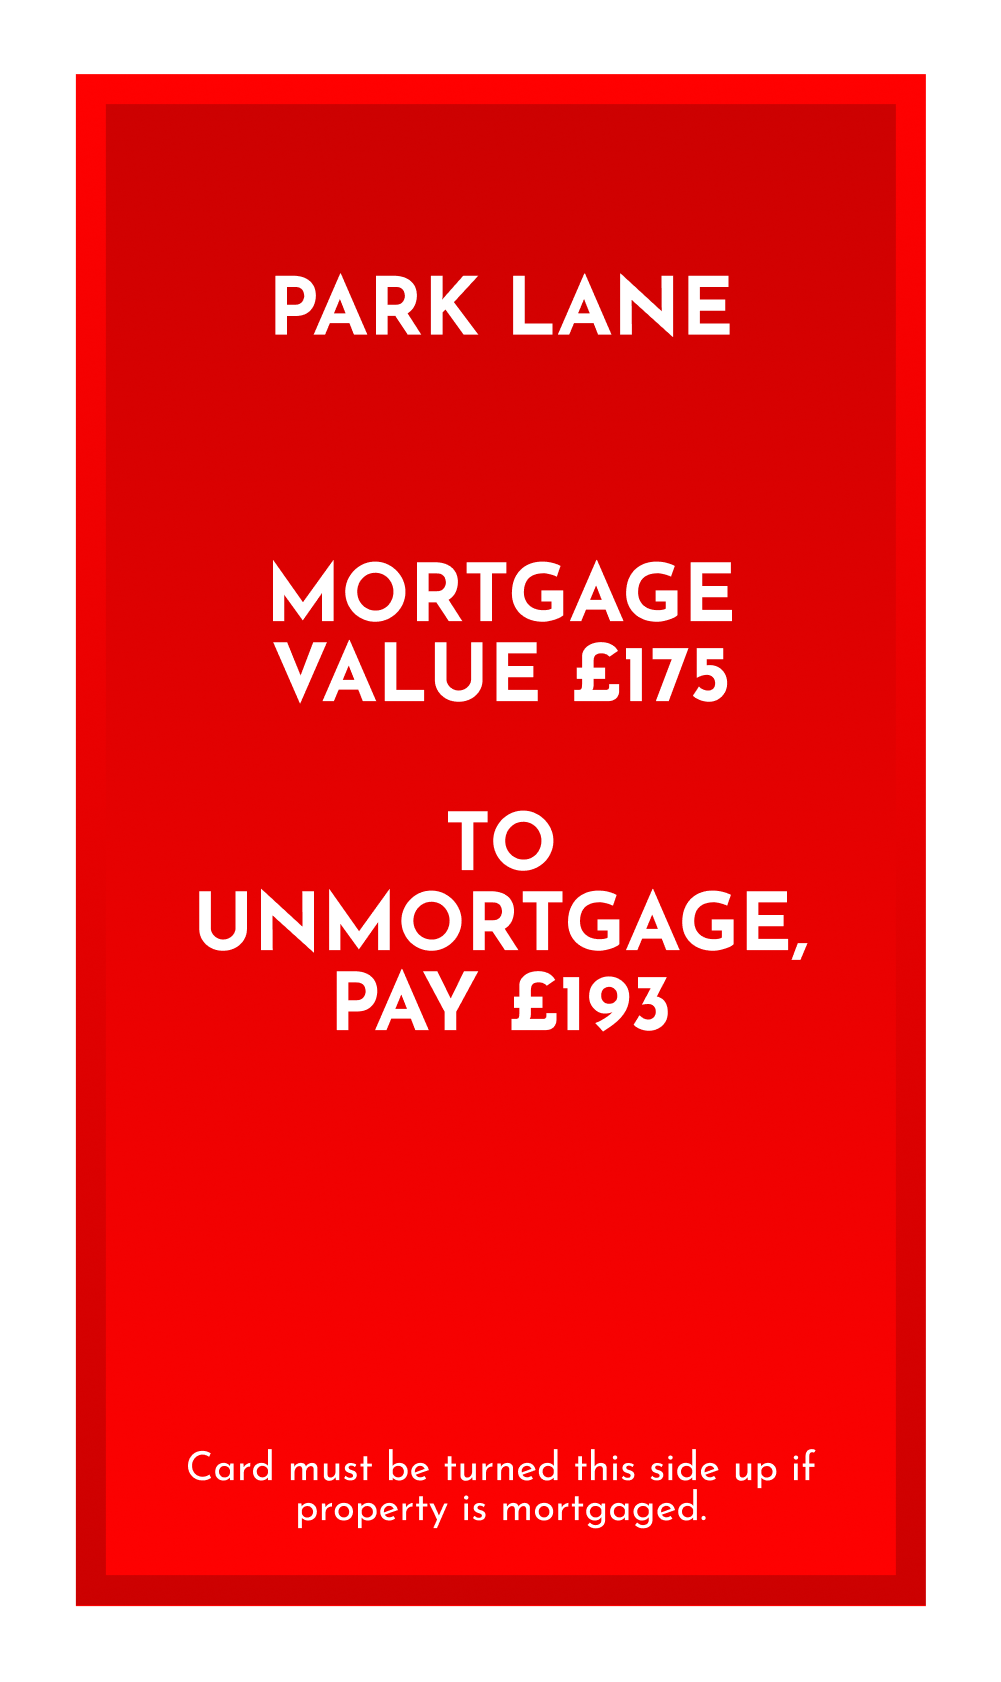 PARK LANE
MORTGAGE
VALUE £175
TO
UNMORTGAGE,
PAY £193
Card must be turned this side up if
property is mortgaged.